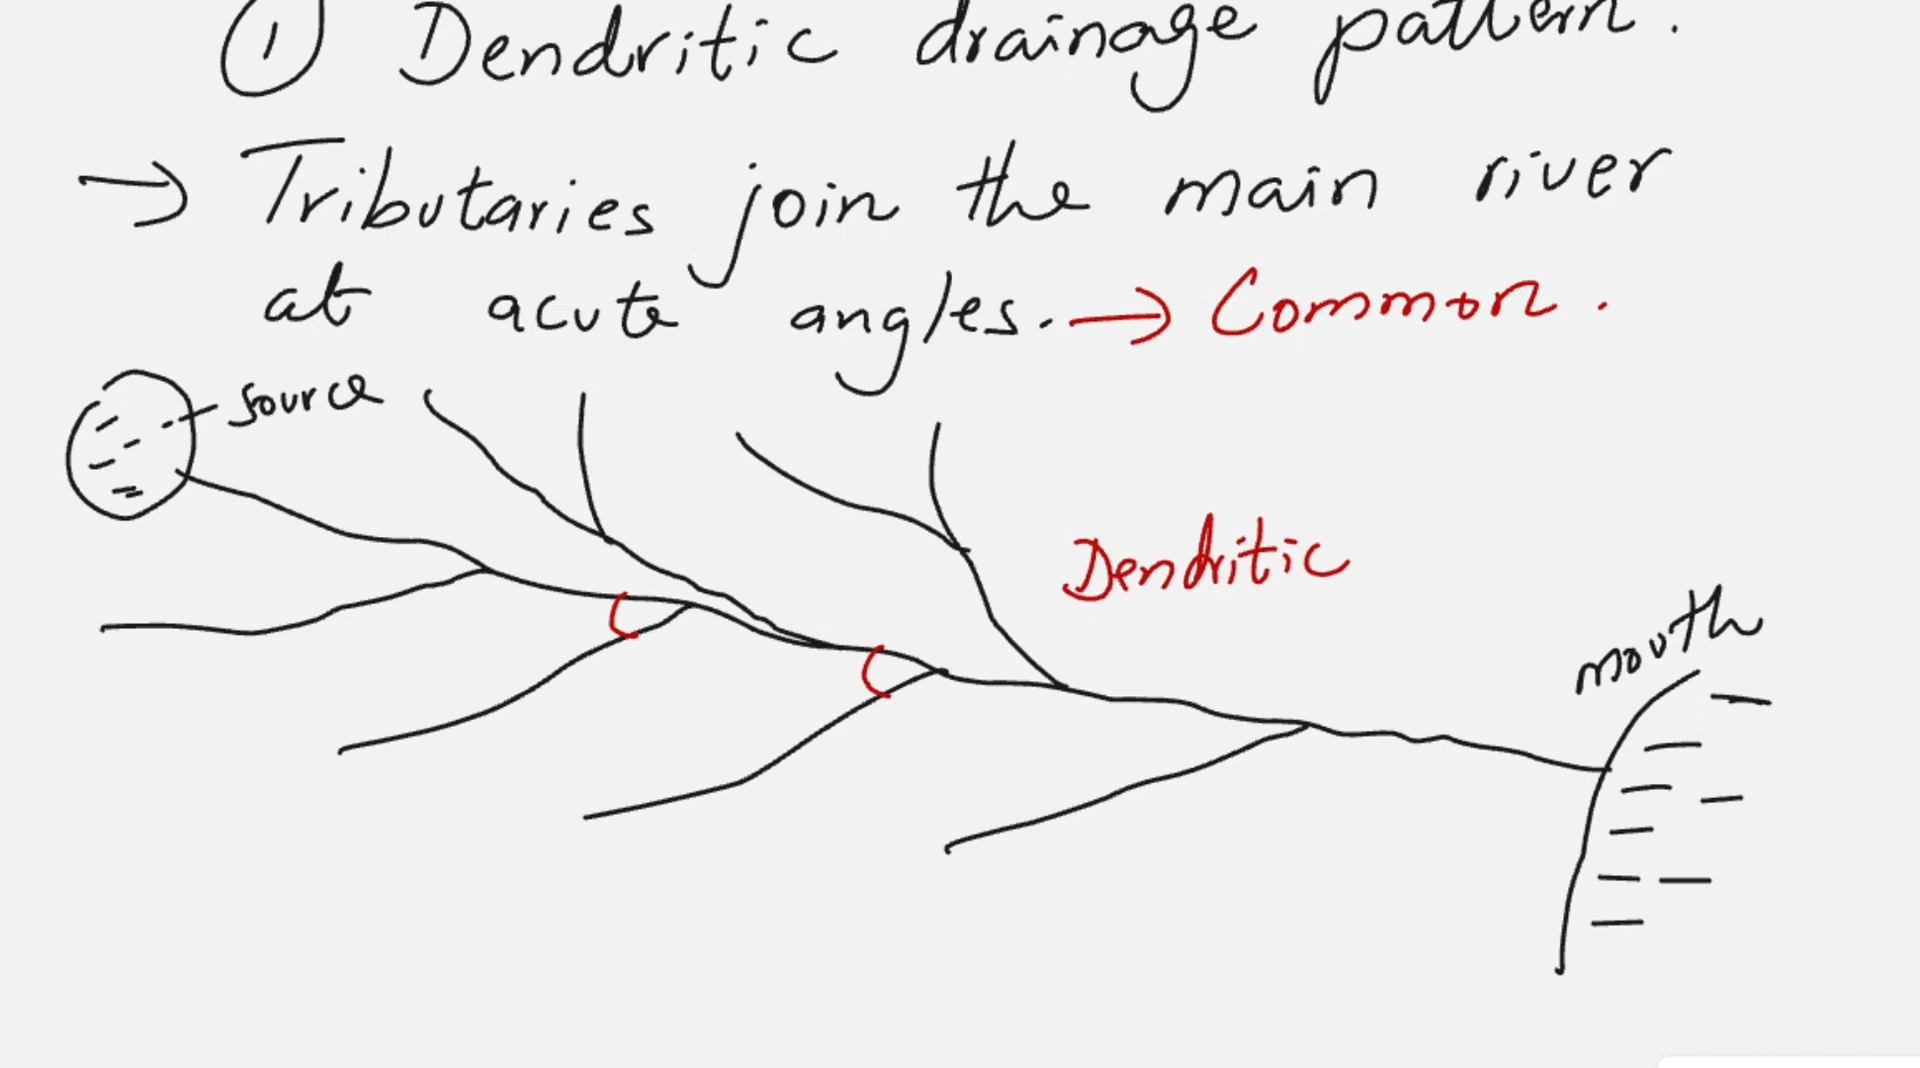 ① Dendritic drainage pattern.
→ Tributaries join the main river
at acute angles. → Common.
source
Dendritic
mouth